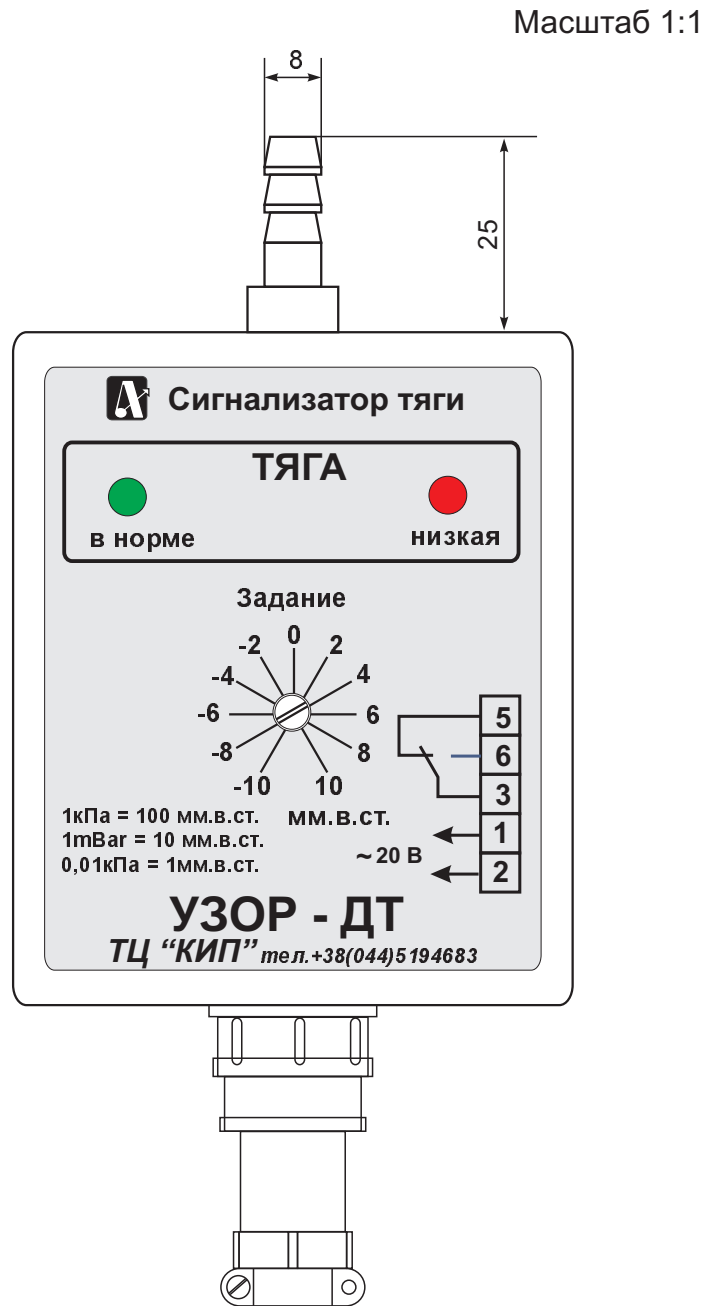 Масштаб 1:1
8
25
Сигнализатор тяги
ТЯГА
в норме
низкая
Задание
0
-2 2
-4 4
-6 6
-8 8
-10 10
мм.в.ст.
5
6
3
1
2
~ 20 В
1кПа = 100 мм.в.ст.
1mBar = 10 мм.в.ст.
0,01кПа = 1мм.в.ст.
УЗОР - ДТ
ТЦ “КИП” тел.+38(044)5194683